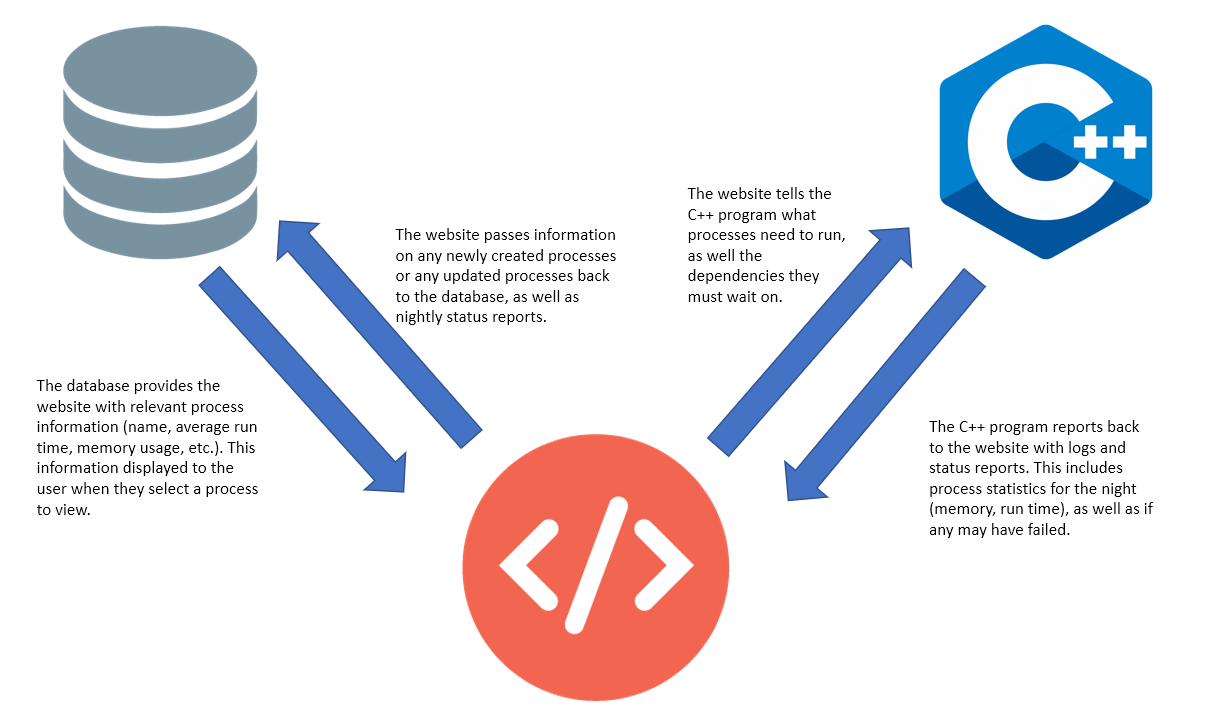 C++
The website tells the
C++ program what
processes need to run,
as well the
dependencies they
must wait on.
The website passes information
on any newly created processes
or any updated processes back
to the database, as well as
nightly status reports.
The database provides the
website with relevant process
information (name, average run
time, memory usage, etc.). This
information displayed to the
user when they select a process
to view.
The C++ program reports back
to the website with logs and
status reports. This includes
process statistics for the night
(memory, run time), as well as if
any may have failed.
</>